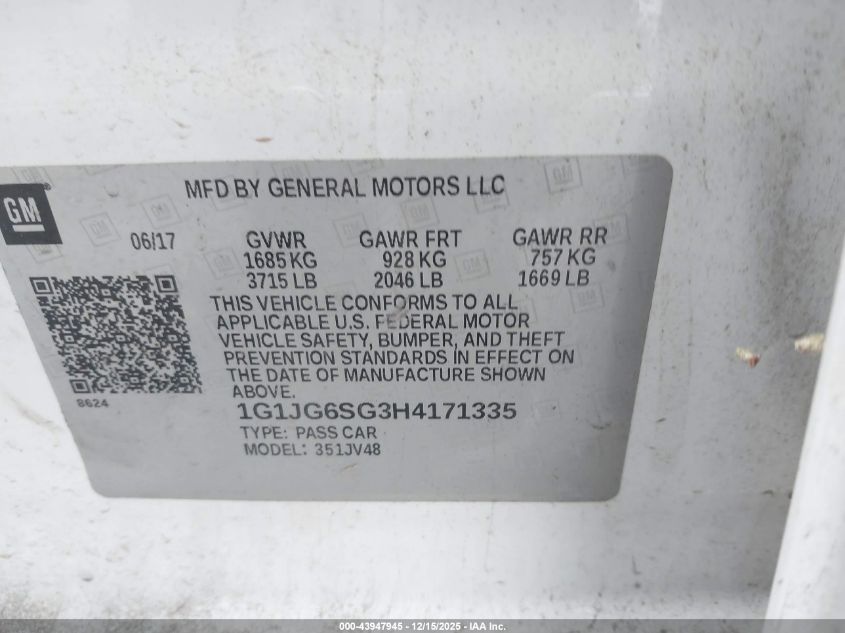 GM
MFD BY GENERAL MOTORS LLC
06/17 GVWR GAWR FRT GAWR RR
1685 KG 928 KG 757 KG
3715 LB 2046 LB 1669 LB
THIS VEHICLE CONFORMS TO ALL
APPLICABLE U.S. FEDERAL MOTOR
VEHICLE SAFETY, BUMPER, AND THEFT
PREVENTION STANDARDS IN EFFECT ON
THE DATE OF MANUFACTURE SHOWN
ABOVE.
8624
1G1JG6SG3H4171335
TYPE: PASS CAR
MODEL: 351JV48
000-43947945 - 12/15/2025 - IAA Inc.